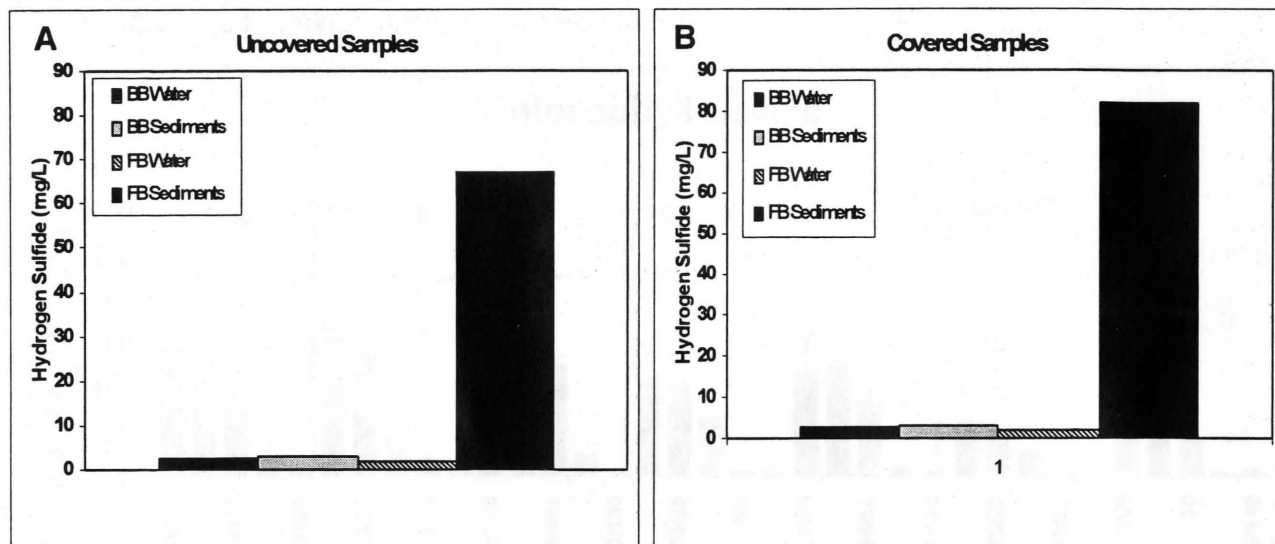 A
Uncovered Samples
Hydrogen Sulfide (mg/L)
90
80
70
60
50
40
30
20
10
0
BB Water
BB Sediments
FB Water
FB Sediments
B
Covered Samples
Hydrogen Sulfide (mg/L)
90
80
70
60
50
40
30
20
10
0
BB Water
BB Sediments
FB Water
FB Sediments
1